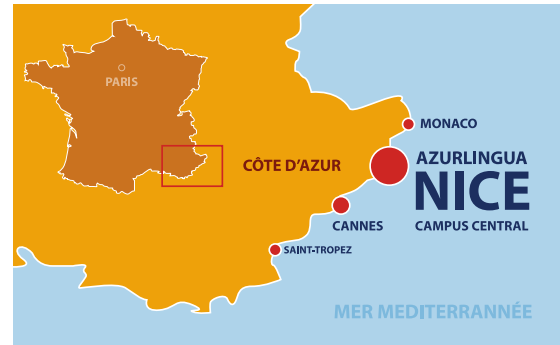 PARIS
MONACO
CÔTE D'AZUR
AZURLINGUA
NICE
CAMPUS CENTRAL
CANNES
SAINT-TROPEZ
MER MEDITERRANNÉE